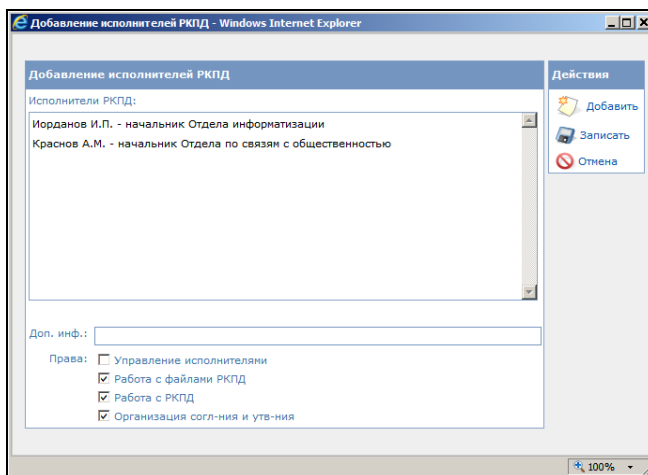 Добавление исполнителей РКПД - Windows Internet Explorer
Добавление исполнителей РКПД
Исполнители РКПД:
Иорданов И.П. - начальник Отдела информатизации
Краснов А.М. - начальник Отдела по связям с общественностью
Доп. инф.:
Права:
Управление исполнителями
Работа с файлами РКПД
Работа с РКПД
Организация согл-ния и утв-ния
Действия
Добавить
Записать
Отмена
100%